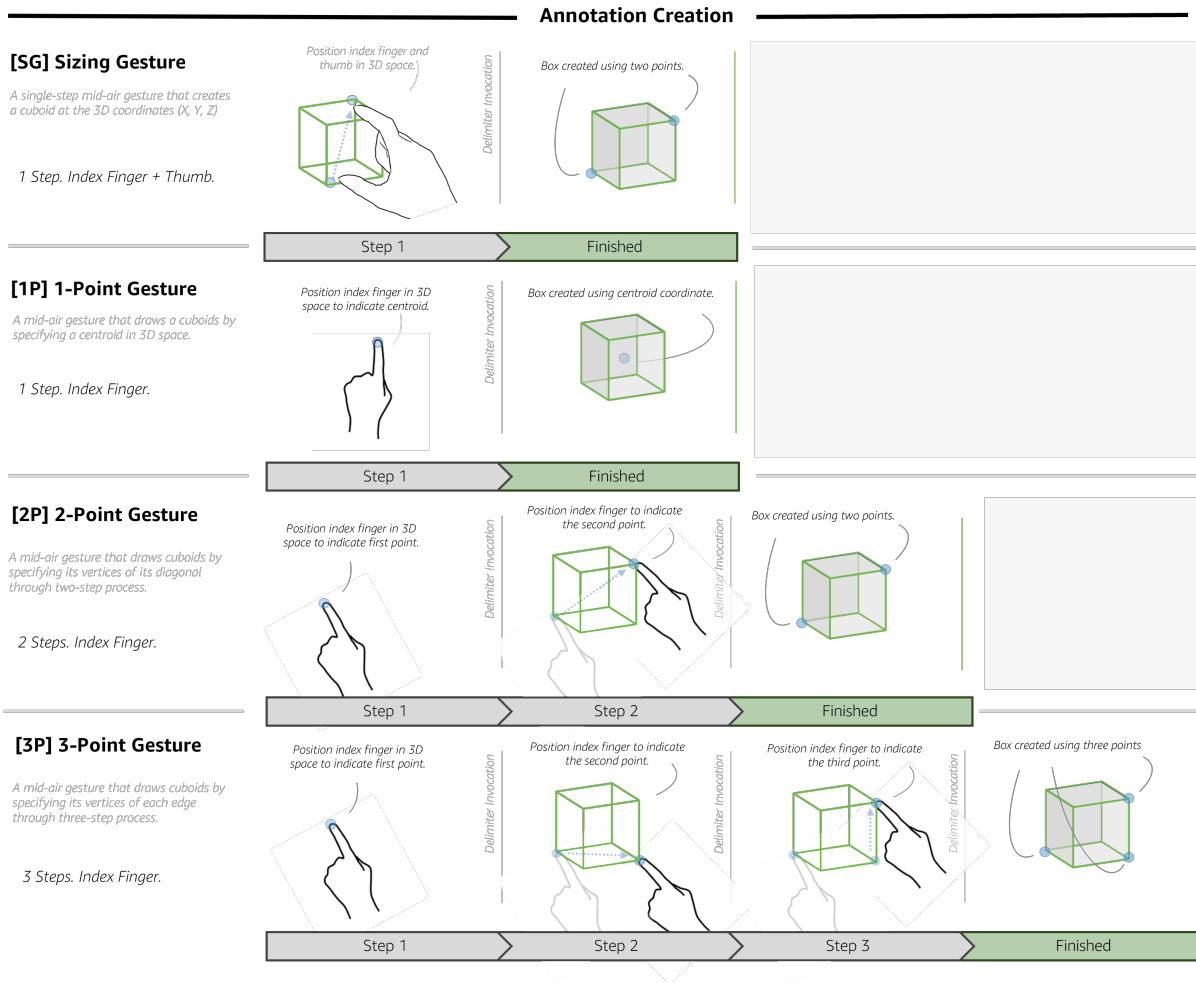 Annotation Creation
[SG] Sizing Gesture
A single-step mid-air gesture that creates
a cuboid at the 3D coordinates (X, Y, Z)
1 Step. Index Finger + Thumb.
Position index finger and
thumb in 3D space.
Delimiter Invocation
Box created using two points.
Step 1
Finished
[1P] 1-Point Gesture
A mid-air gesture that draws a cuboids by
specifying a centroid in 3D space.
1 Step. Index Finger.
Position index finger in 3D
space to indicate centroid.
Delimiter Invocation
Box created using centroid coordinate.
Step 1
Finished
[2P] 2-Point Gesture
A mid-air gesture that draws cuboids by
specifying its vertices of its diagonal
through two-step process.
2 Steps. Index Finger.
Position index finger in 3D
space to indicate first point.
Delimiter Invocation
Position index finger to indicate
the second point.
Delimiter Invocation
Box created using two points.
Step 1
Step 2
Finished
[3P] 3-Point Gesture
A mid-air gesture that draws cuboids by
specifying its vertices of each edge
through three-step process.
3 Steps. Index Finger.
Position index finger in 3D
space to indicate first point.
Delimiter Invocation
Position index finger to indicate
the second point.
Delimiter Invocation
Position index finger to indicate
the third point.
Delimiter Invocation
Box created using three points
Step 1
Step 2
Step 3
Finished